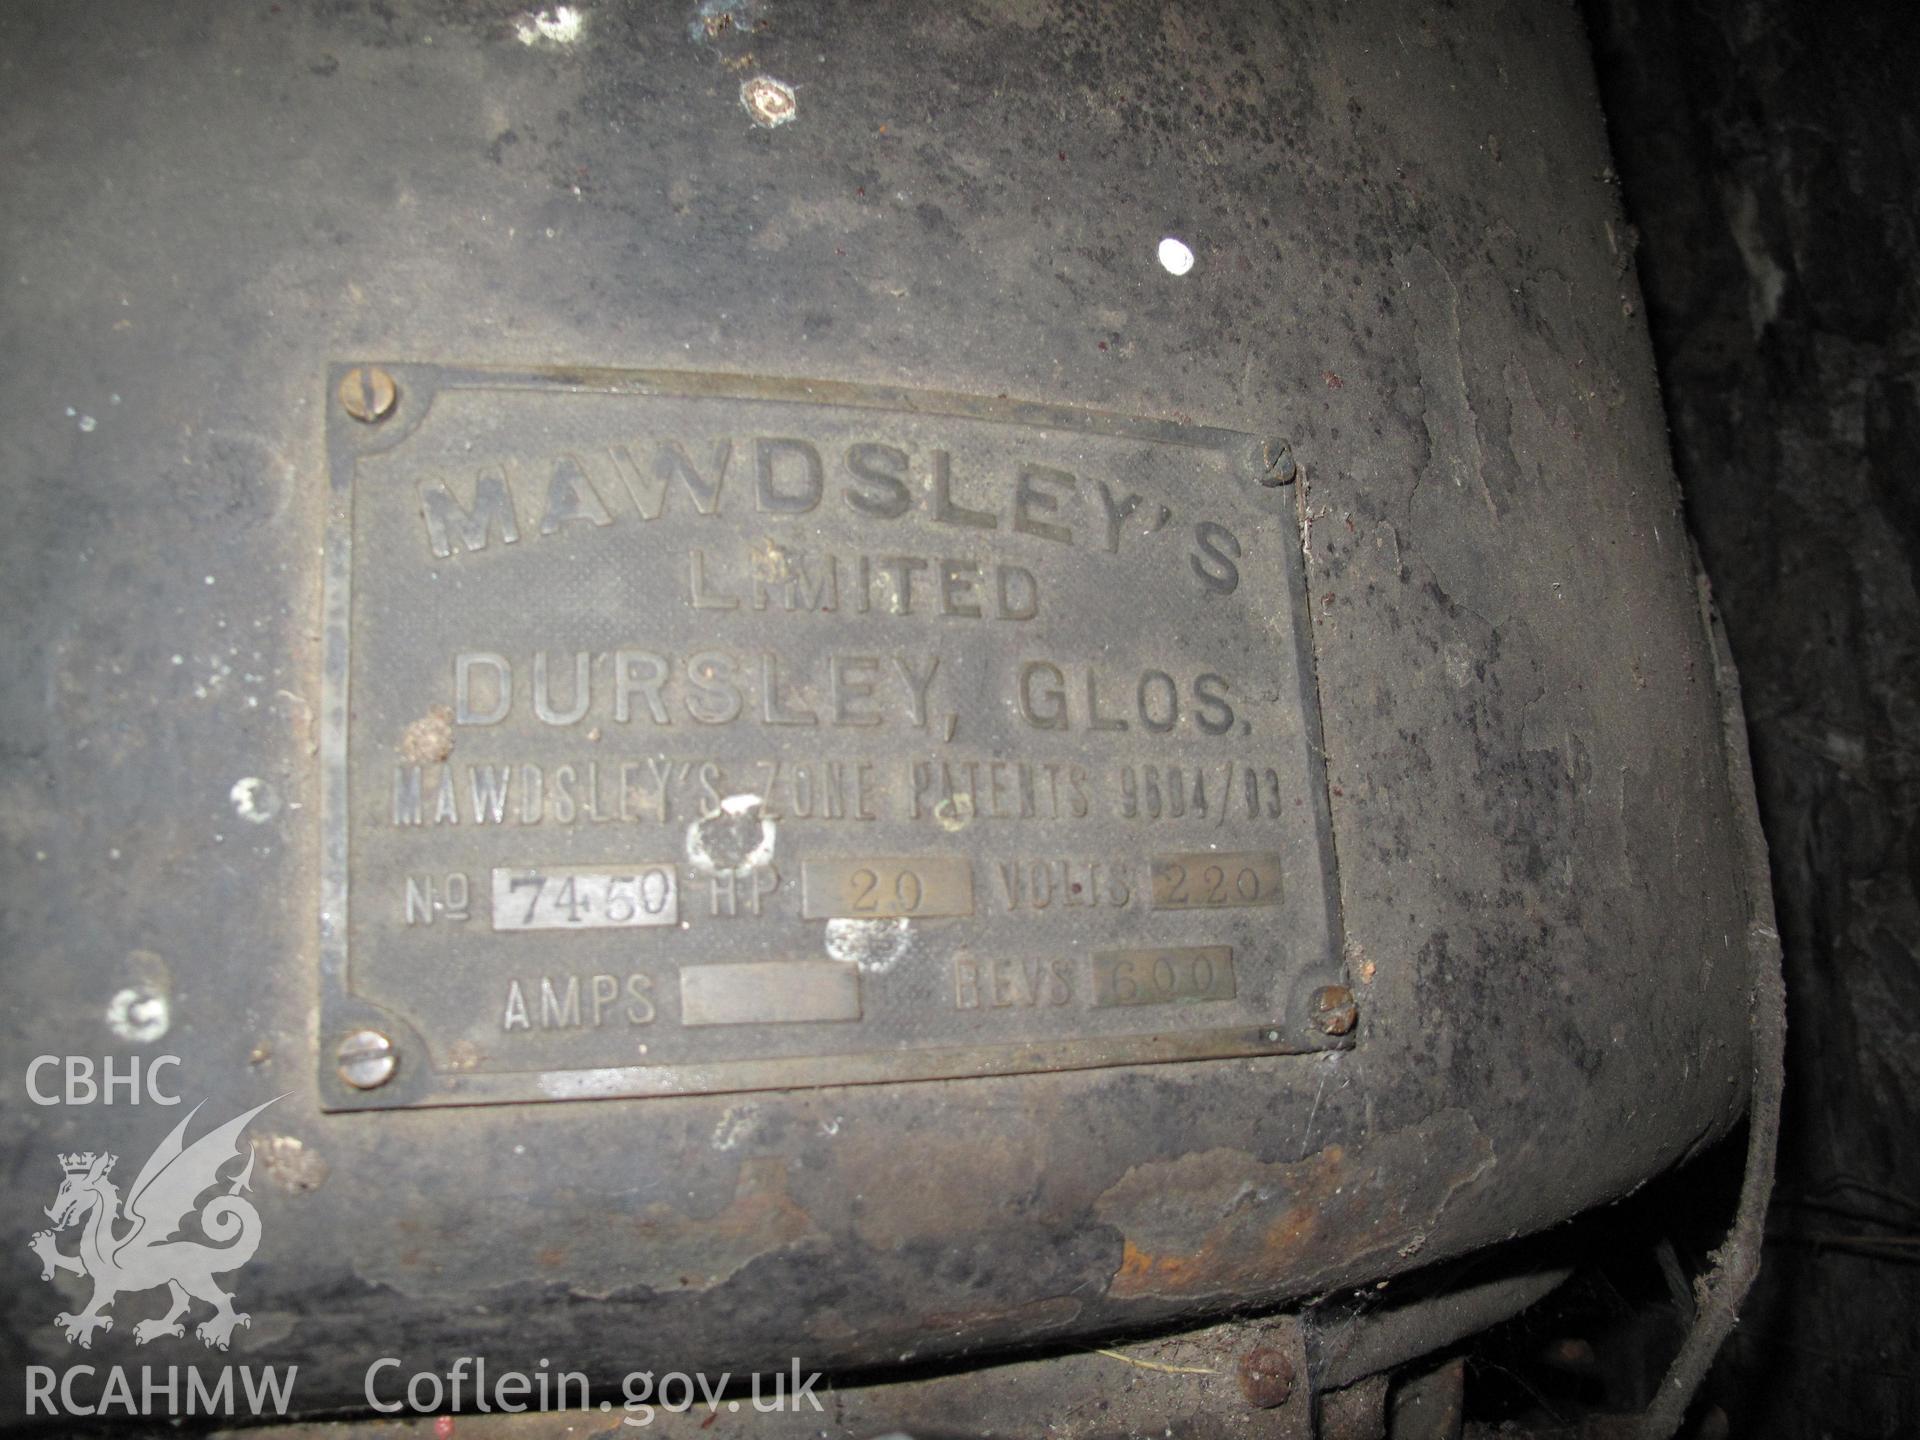 MAWDSLEY'S
LIMITED
DURSLEY, GLOS.
MAWDSLEY'S ZONE PATENTS 9604/03
No 7450 HP 20 VOLTS 220
AMPS REVS 600
CBHC
RCAHMW Coflein.gov.uk